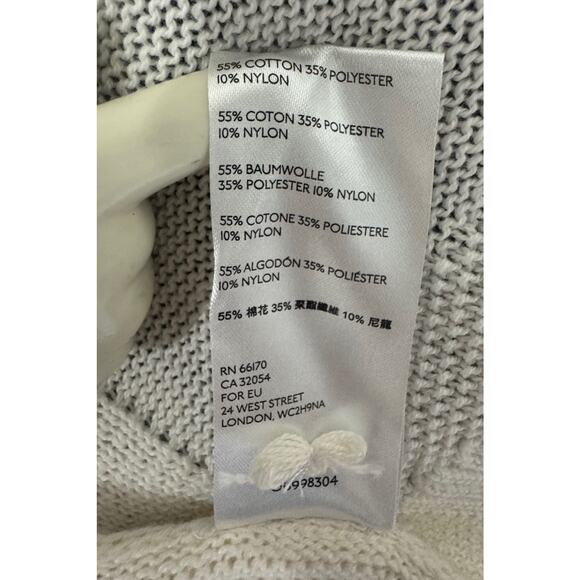 55% COTTON 35% POLYESTER
10% NYLON
55% COTON 35% POLYESTER
10% NYLON
55% BAUMWOLLE
35% POLYESTER 10% NYLON
55% COTONE 35% POLIESTERE
10% NYLON
55% ALGODÓN 35% POLIÉSTER
10% NYLON
55% 棉花 35% 聚酯纖維 10% 尼龍
RN 66170
CA 32054
FOR EU
24 WEST STREET
LONDON, WC2H9NA